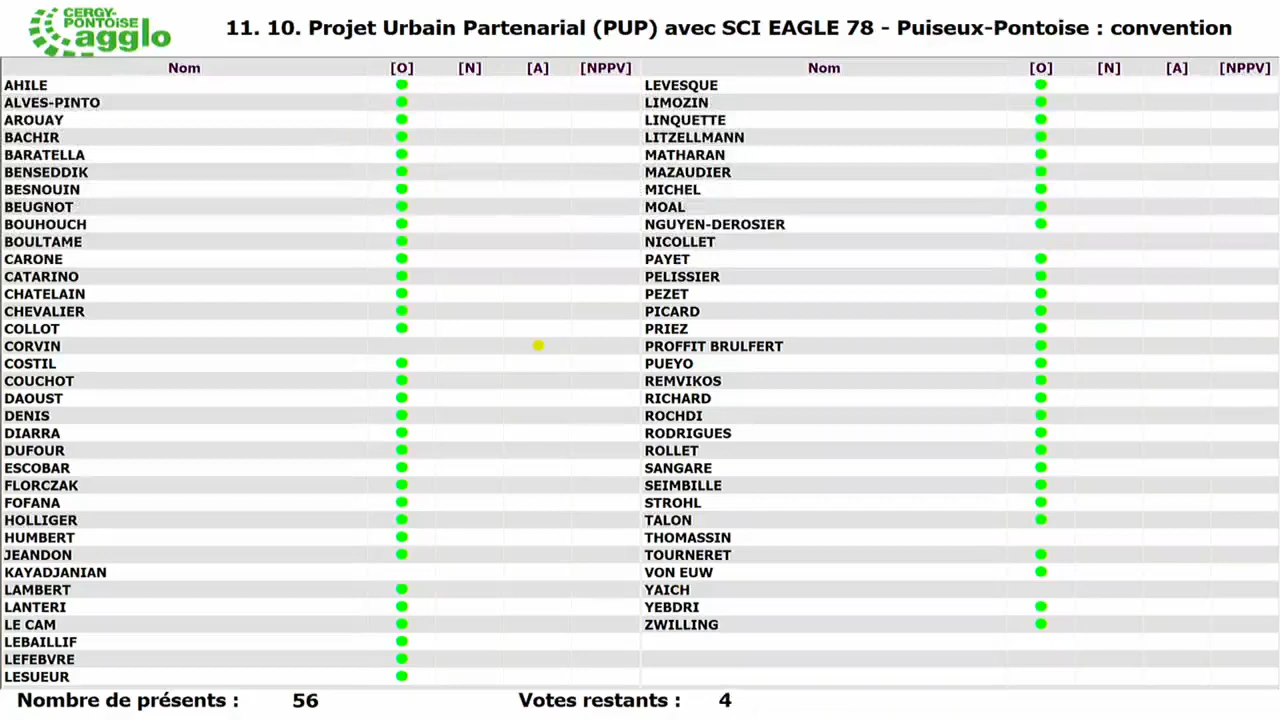 CERGY-PONTOiSE
agglo
11. 10. Projet Urbain Partenarial (PUP) avec SCI EAGLE 78 - Puiseux-Pontoise : convention
Nom [O] [N] [A] [NPPV]
AHILE
ALVES-PINTO
AROUAY
BACHIR
BARATELLA
BENSEDDIK
BESNOUIN
BEUGNOT
BOUHOUCH
BOULTAME
CARONE
CATARINO
CHATELAIN
CHEVALIER
COLLOT
CORVIN
COSTIL
COUCHOT
DAOUST
DENIS
DIARRA
DUFOUR
ESCOBAR
FLORCZAK
FOFANA
HOLLIGER
HUMBERT
JEANDON
KAYADJANIAN
LAMBERT
LANTERI
LE CAM
LEBAILLIF
LEFEBVRE
LESUEUR
Nom [O] [N] [A] [NPPV]
LEVESQUE
LIMOZIN
LINQUETTE
LITZELLMANN
MATHARAN
MAZAUDIER
MICHEL
MOAL
NGUYEN-DEROSIER
NICOLLET
PAYET
PELISSIER
PEZET
PICARD
PRIEZ
PROFFIT BRULFERT
PUEYO
REMVIKOS
RICHARD
ROCHDI
RODRIGUES
ROLLET
SANGARE
SEIMBILLE
STROHL
TALON
THOMASSIN
TOURNERET
VON EUW
YAICH
YEBDRI
ZWILLING
Nombre de présents : 56 Votes restants : 4